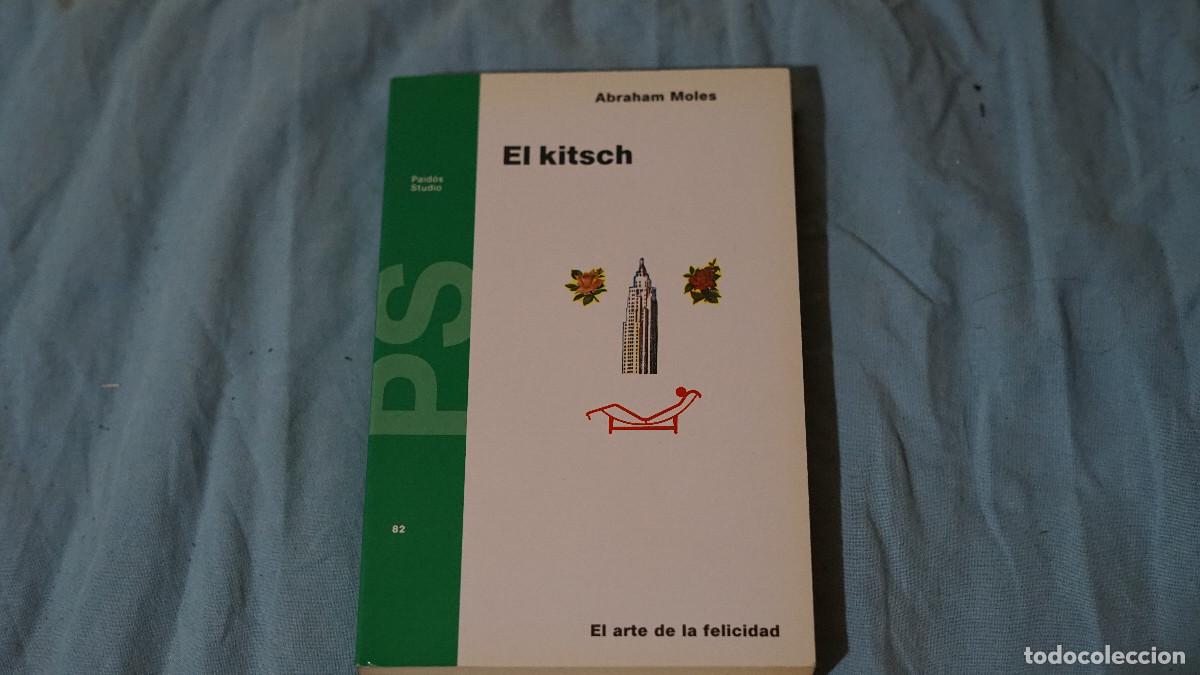 Abraham Moles
El kitsch
Paidós
Studio
PS
82
El arte de la felicidad
todocoleccion